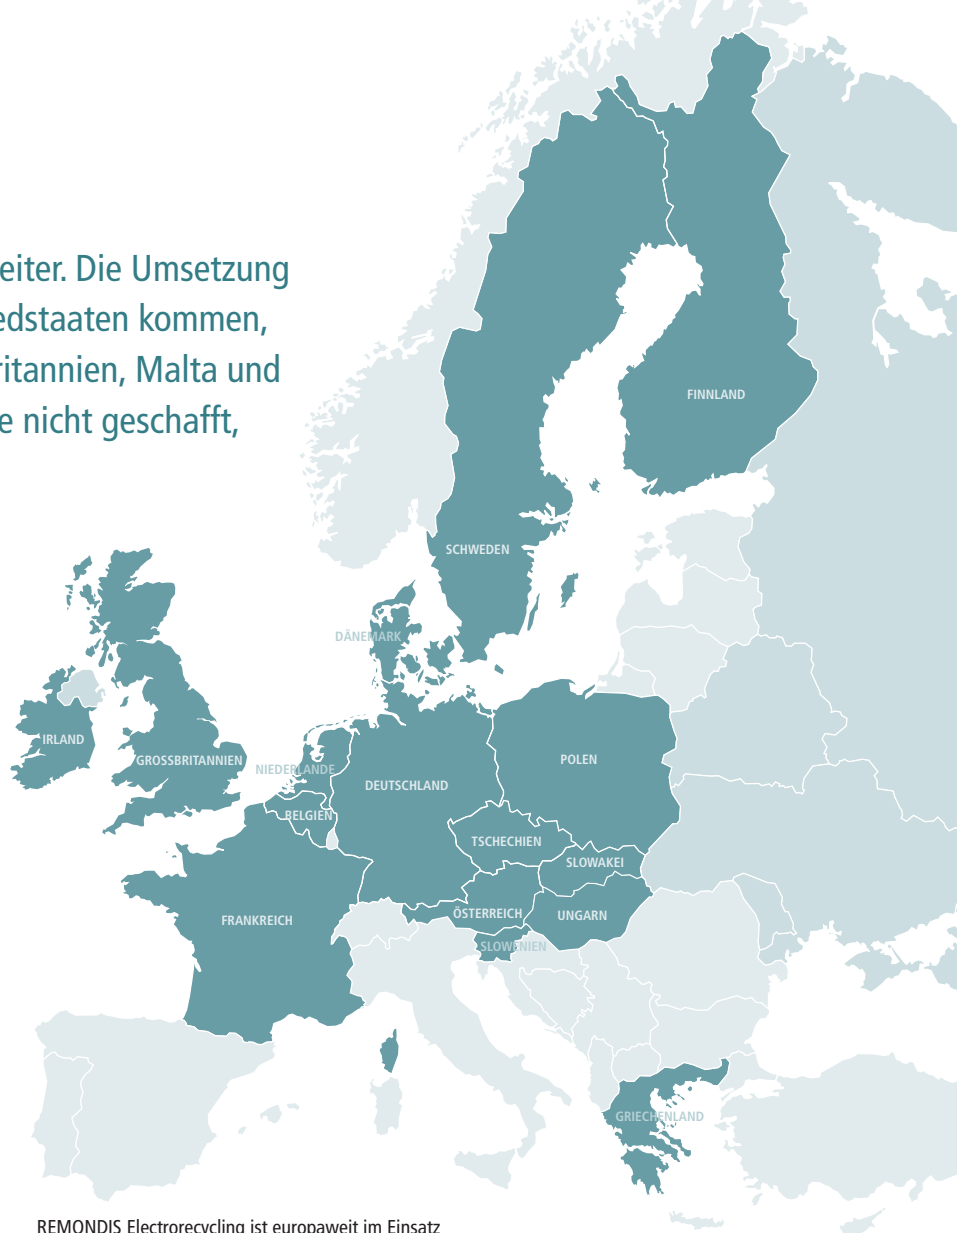 eiter. Die Umsetzung
edstaaten kommen,
ritannien, Malta und
e nicht geschafft,
FINNLAND
SCHWEDEN
DÄNEMARK
IRLAND
GROSSBRITANNIEN
NIEDERLANDE
POLEN
DEUTSCHLAND
BELGIEN
TSCHECHIEN
SLOWAKEI
FRANKREICH
ÖSTERREICH
UNGARN
SLOWENIEN
GRIECHENLAND
REMONDIS Electrorecycling ist europaweit im Einsatz